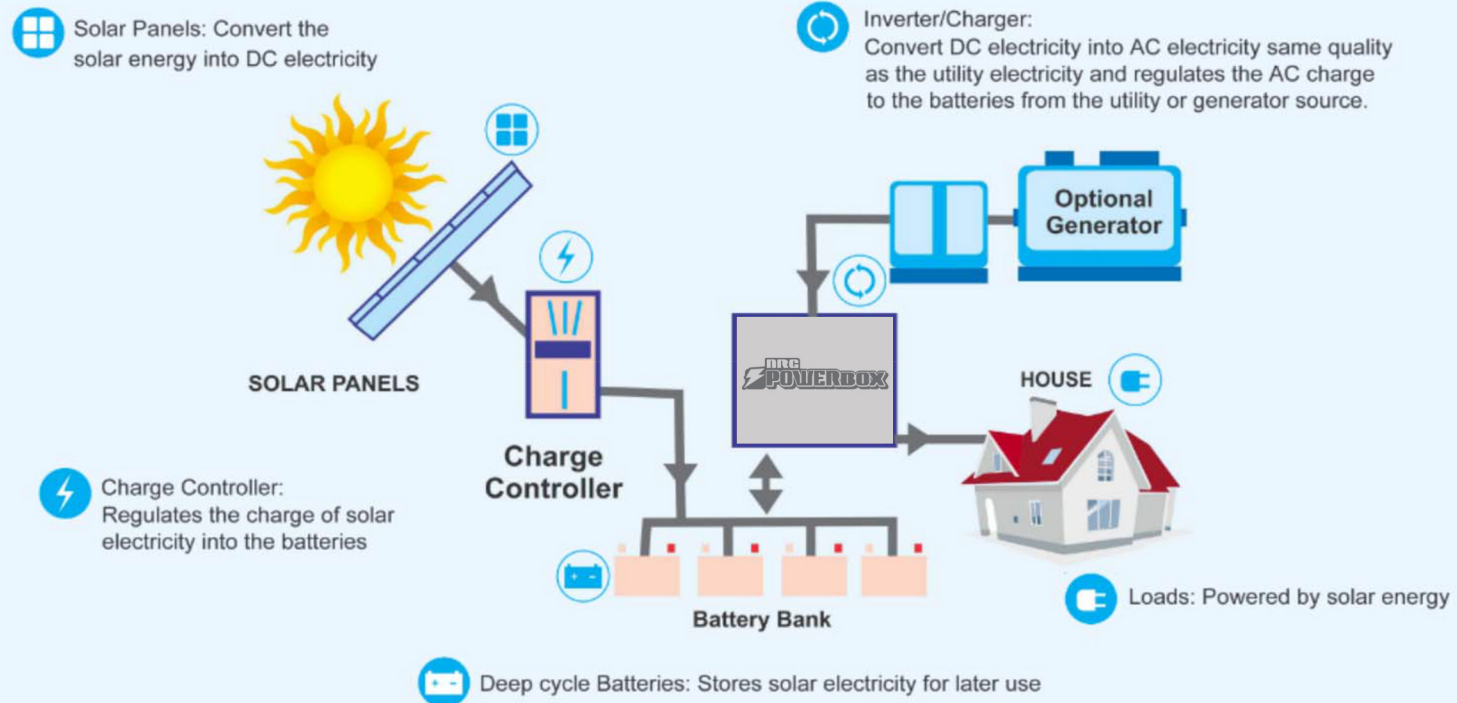 Solar Panels: Convert the
solar energy into DC electricity
Inverter/Charger:
Convert DC electricity into AC electricity same quality
as the utility electricity and regulates the AC charge
to the batteries from the utility or generator source.
Optional
Generator
SOLAR PANELS
NRG
POWERBOX
HOUSE
Charge
Controller
Charge Controller:
Regulates the charge of solar
electricity into the batteries
Battery Bank
Loads: Powered by solar energy
Deep cycle Batteries: Stores solar electricity for later use